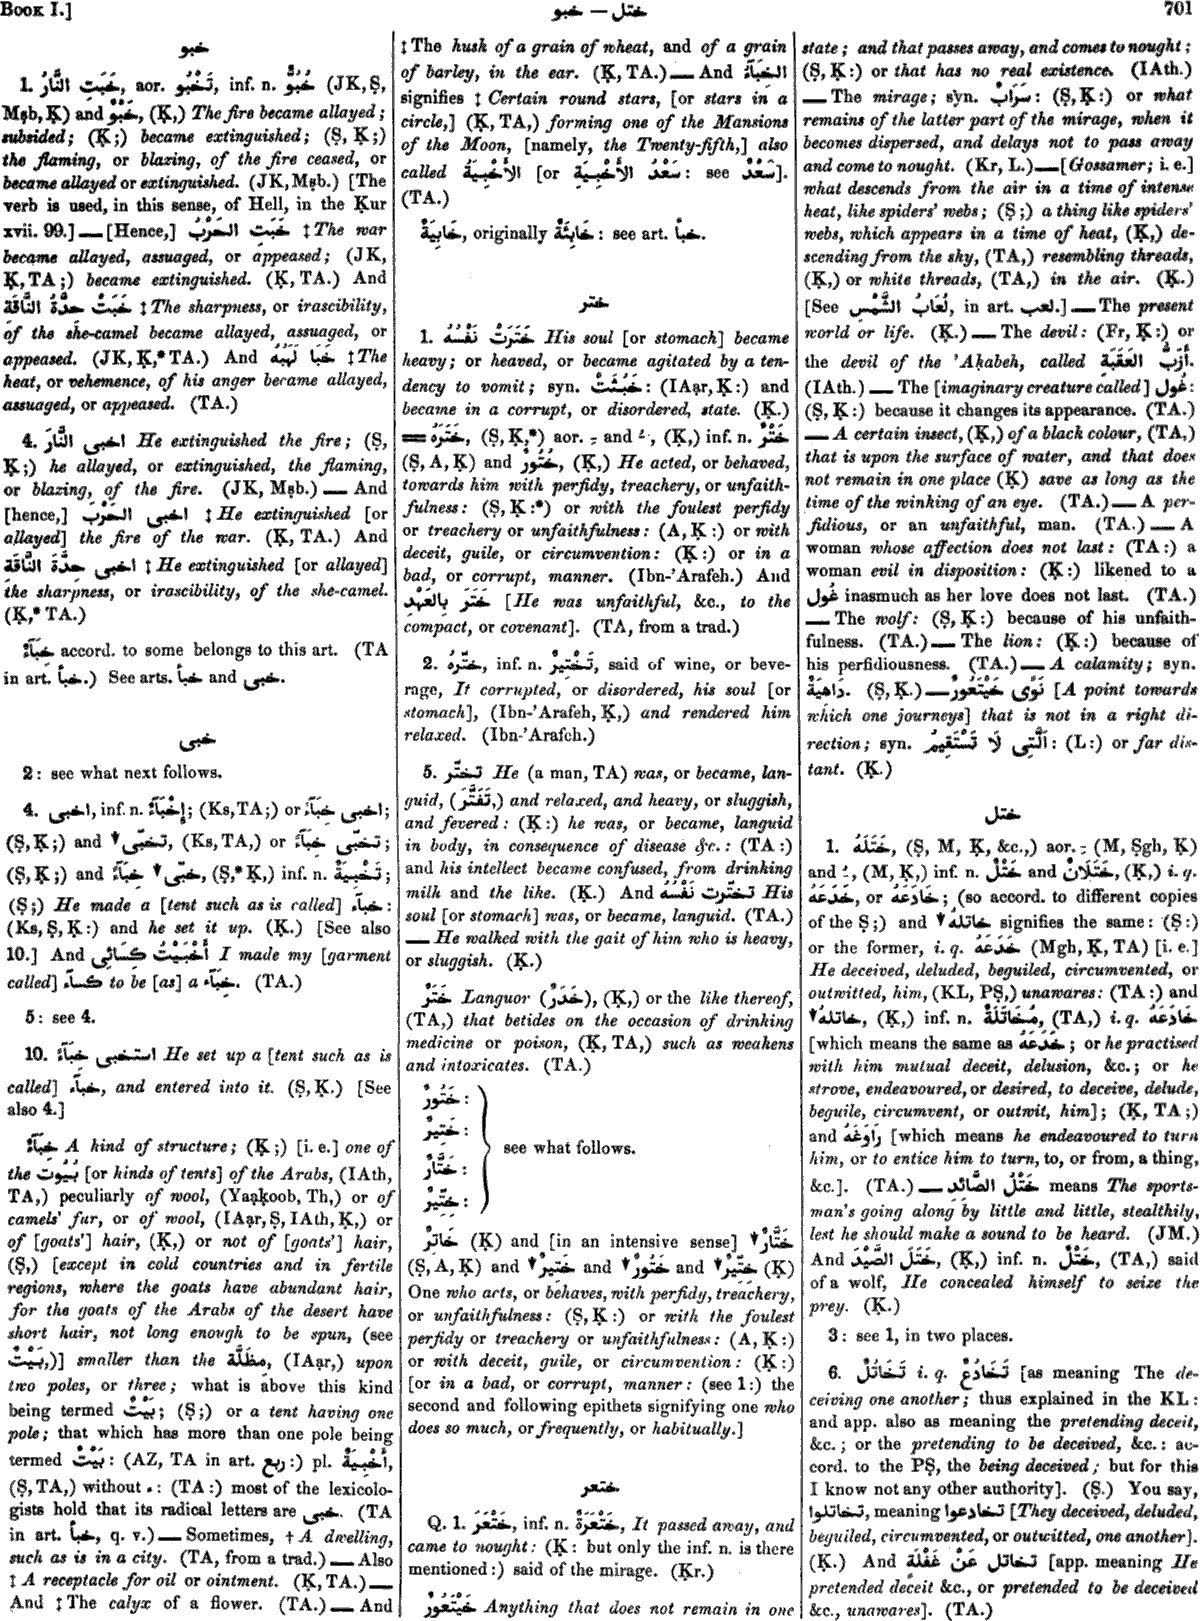 Book I.]
ختل — خبو
701
خبو
1. خَبَتِ النَّارُ, aor. تَخْبُو, inf. n. خُبُوٌّ (JK, Ṣ,
Mṣb, Ḳ) and خَبْوٌ, (Ḳ,) The fire became allayed;
subsided; (Ḳ;) became extinguished; (Ṣ, Ḳ;)
the flaming, or blazing, of the fire ceased, or
became allayed or extinguished. (JK, Mṣb.) [The
verb is used, in this sense, of Hell, in the Ḳur
xvii. 99.] — [Hence,] خَبَتِ الحَرْبُ ‡ The war
became allayed, assuaged, or appeased; (JK,
Ḳ, TA;) became extinguished. (Ḳ, TA.) And
خَبَتْ حِدَّةُ النَّاقَةِ ‡ The sharpness, or irascibility,
of the she-camel became allayed, assuaged, or
appeased. (JK, Ḳ,* TA.) And خَبَا لَهَبُهُ ‡ The
heat, or vehemence, of his anger became allayed,
assuaged, or appeased. (TA.)
4. اخبى النَّارَ He extinguished the fire; (Ṣ,
Ḳ;) he allayed, or extinguished, the flaming,
or blazing, of the fire. (JK, Mṣb.) — And
[hence,] اخبى الحَرْبَ ‡ He extinguished [or
allayed] the fire of the war. (Ḳ, TA.) And
اخبى حِدَّةَ النَّاقَةِ ‡ He extinguished [or allayed]
the sharpness, or irascibility, of the she-camel.
(Ḳ,* TA.)
خِبَآءٌ accord. to some belongs to this art. (TA
in art. خبأ.) See arts. خبأ and خبى.
خبى
2: see what next follows.
4. اخبى, inf. n. إِخْبَآءٌ; (Ks, TA;) or اخبى خِبَآءً;
(Ṣ, Ḳ;) and ▼ تخبّى, (Ks, TA,) or تخبّى خِبَآءً;
(Ṣ, Ḳ;) and ▼ خبّى خِبَآءً, (Ṣ,* Ḳ,) inf. n. تَخْبِيَةٌ;
(Ṣ;) He made a [tent such as is called] خِبَآء:
(Ks, Ṣ, Ḳ:) and he set it up. (Ḳ.) [See also
10.] And أَخْبَيْتُ كِسَائِى I made my [garment
called] كساء to be [as] a خِبَآء. (TA.)
5: see 4.
10. استخبى خِبَآءً He set up a [tent such as is
called] خِبَآء, and entered into it. (Ṣ, Ḳ.) [See
also 4.]
خِبَآءٌ A kind of structure; (Ḳ;) [i. e.] one of
the بُيُوت [or kinds of tents] of the Arabs, (IAth,
TA,) peculiarly of wool, (Yaạḳoob, Th,) or of
camels' fur, or of wool, (IAạr, Ṣ, IAth, Ḳ,) or
of [goats'] hair, (Ḳ,) or not of [goats'] hair,
(Ṣ,) [except in cold countries and in fertile
regions, where the goats have abundant hair,
for the goats of the Arabs of the desert have
short hair, not long enough to be spun, (see
بَيْتٌ,)] smaller than the مِظَلَّة, (IAạr,) upon
two poles, or three; what is above this kind
being termed بَيْتٌ; (Ṣ;) or a tent having one
pole; that which has more than one pole being
termed بَيْتٌ: (AZ, TA in art. ربع:) pl. أَخْبِيَةٌ,
(Ṣ, TA,) without ء: (TA:) most of the lexicolo-
gists hold that its radical letters are خبى. (TA
in art. خبأ, q. v.) — Sometimes, † A dwelling,
such as is in a city. (TA, from a trad.) — Also
‡ A receptacle for oil or ointment. (Ḳ, TA.) —
And ‡ The calyx of a flower. (TA.) — And
‡ The husk of a grain of wheat, and of a grain
of barley, in the ear. (Ḳ, TA.) — And الخِبَآءُ
signifies ‡ Certain round stars, [or stars in a
circle,] (Ḳ, TA,) forming one of the Mansions
of the Moon, [namely, the Twenty-fifth,] also
called الأَخْبِيَةُ [or سَعْدُ الأَخْبِيَةِ: see سَعْدٌ].
(TA.)
خَابِيَةٌ, originally خَابِئَةٌ: see art. خبأ.
ختر
1. خَتَرَتْ نَفْسُهُ His soul [or stomach] became
heavy; or heaved, or became agitated by a ten-
dency to vomit; syn. خَبُثَتْ: (IAạr, Ḳ:) and
became in a corrupt, or disordered, state. (Ḳ.)
= خَتَرَهُ, (Ṣ, Ḳ,*) aor. ـِ and ـُ, (Ḳ,) inf. n. خَتْرٌ
(Ṣ, A, Ḳ) and خُتُورٌ, (Ḳ,) He acted, or behaved,
towards him with perfidy, treachery, or unfaith-
fulness: (Ṣ, Ḳ:*) or with the foulest perfidy
or treachery or unfaithfulness: (A, Ḳ:) or with
deceit, guile, or circumvention: (Ḳ:) or in a
bad, or corrupt, manner. (Ibn-'Arafeh.) And
خَتَرَ بِالعَهْدِ [He was unfaithful, &c., to the
compact, or covenant]. (TA, from a trad.)
2. ختّرهُ, inf. n. تَخْتِيرٌ, said of wine, or beve-
rage, It corrupted, or disordered, his soul [or
stomach], (Ibn-'Arafeh, Ḳ,) and rendered him
relaxed. (Ibn-'Arafeh.)
5. تختّر He (a man, TA) was, or became, lan-
guid, (تَفَتَّرَ,) and relaxed, and heavy, or sluggish,
and fevered: (Ḳ:) he was, or became, languid
in body, in consequence of disease &c.: (TA:)
and his intellect became confused, from drinking
milk and the like. (Ḳ.) And تختّرت نَفْسُهُ His
soul [or stomach] was, or became, languid. (TA.)
— He walked with the gait of him who is heavy,
or sluggish. (Ḳ.)
خَتَرٌ Languor (خَدَرٌ), (Ḳ,) or the like thereof,
(TA,) that betides on the occasion of drinking
medicine or poison, (Ḳ, TA,) such as weakens
and intoxicates. (TA.)
خَتُورٌ:
خَتِيرٌ:
see what follows.
خَتَّارٌ:
خِتِّيرٌ:
خَاتِرٌ (Ḳ) and [in an intensive sense] ▼ خَتَّارٌ
(Ṣ, A, Ḳ) and ▼ خَتِيرٌ and ▼ خَتُورٌ and ▼ خِتِّيرٌ (Ḳ)
One who acts, or behaves, with perfidy, treachery,
or unfaithfulness: (Ṣ, Ḳ:) or with the foulest
perfidy or treachery or unfaithfulness: (A, Ḳ:)
or with deceit, guile, or circumvention: (Ḳ:)
[or in a bad, or corrupt, manner: (see 1:) the
second and following epithets signifying one who
does so much, or frequently, or habitually.]
ختعر
Q. 1. خَتْعَرَ, inf. n. خَتْعَرَةٌ, It passed away, and
came to nought: (Ḳ: but only the inf. n. is there
mentioned:) said of the mirage. (Kr.)
خَيْتَعُورٌ Anything that does not remain in one
state; and that passes away, and comes to nought;
(Ṣ, Ḳ:) or that has no real existence. (IAth.)
— The mirage; syn. سَرَابٌ: (Ṣ, Ḳ:) or what
remains of the latter part of the mirage, when it
becomes dispersed, and delays not to pass away
and come to nought. (Kr, L.) — [Gossamer; i. e.]
what descends from the air in a time of intense
heat, like spiders' webs; (Ṣ;) a thing like spiders'
webs, which appears in a time of heat, (Ḳ,) de-
scending from the sky, (TA,) resembling threads,
(Ḳ,) or white threads, (TA,) in the air. (Ḳ.)
[See لُعَابُ الشَّمْسِ, in art. لعب.] — The present
world or life. (Ḳ.) — The devil: (Fr, Ḳ:) or
the devil of the 'Aḳabeh, called أَزَبُّ العَقَبَةِ.
(IAth.) — The [imaginary creature called] غُول:
(Ṣ, Ḳ:) because it changes its appearance. (TA.)
— A certain insect, (Ḳ,) of a black colour, (TA,)
that is upon the surface of water, and that does
not remain in one place (Ḳ) save as long as the
time of the winking of an eye. (TA.) — A per-
fidious, or an unfaithful, man. (TA.) — A
woman whose affection does not last: (TA:) a
woman evil in disposition: (Ḳ:) likened to a
غُول inasmuch as her love does not last. (TA.)
— The wolf: (Ṣ, Ḳ:) because of his unfaith-
fulness. (TA.) — The lion: (Ḳ:) because of
his perfidiousness. (TA.) — A calamity; syn.
دَاهِيَةٌ. (Ṣ, Ḳ.) — نَوًى خَيْتَعُورٌ [A point towards
which one journeys] that is not in a right di-
rection; syn. الَّتِى لَا تَسْتَقِيمُ: (L:) or far dis-
tant. (Ḳ.)
ختل
1. خَتَلَهُ, (Ṣ, M, Ḳ, &c.,) aor. ـِ (M, Ṣgh, Ḳ)
and ـُ, (M, Ḳ,) inf. n. خَتْلٌ and خَتَلَانٌ, (Ḳ,) i. q.
خَدَعَهُ, or خَادَعَهُ; (so accord. to different copies
of the Ṣ;) and ▼ خاتلهُ signifies the same: (Ṣ:)
or the former, i. q. خَدَعَهُ (Mgh, Ḳ, TA) [i. e.]
He deceived, deluded, beguiled, circumvented, or
outwitted, him, (KL, PṢ,) unawares: (TA:) and
▼ خاتلهُ, (Ḳ,) inf. n. مُخَاتَلَةٌ, (TA,) i. q. خَادَعَهُ
[which means the same as خَدَعَهُ; or he practised
with him mutual deceit, delusion, &c.; or he
strove, endeavoured, or desired, to deceive, delude,
beguile, circumvent, or outwit, him]; (Ḳ, TA;)
and رَاوَغَهُ [which means he endeavoured to turn
him, or to entice him to turn, to, or from, a thing,
&c.]. (TA.) — خَتْلُ الصَّائِدِ means The sports-
man's going along by little and little, stealthily,
lest he should make a sound to be heard. (JM.)
And خَتَلَ الصَّيْدَ, (Ḳ,) inf. n. خَتْلٌ, (TA,) said
of a wolf, He concealed himself to seize the
prey. (Ḳ.)
3: see 1, in two places.
6. تَخَاتُلٌ i. q. تَخَادُعٌ [as meaning The de-
ceiving one another; thus explained in the KL:
and app. also as meaning the pretending deceit,
&c.; or the pretending to be deceived, &c.: ac-
cord. to the PṢ, the being deceived; but for this
I know not any other authority]. (Ṣ.) You say,
تخاتلوا, meaning تخادعوا [They deceived, deluded,
beguiled, circumvented, or outwitted, one another].
(Ḳ.) And تخاتل عَنْ غَفْلَةٍ [app. meaning He
pretended deceit &c., or pretended to be deceived
&c., unawares]. (TA.)